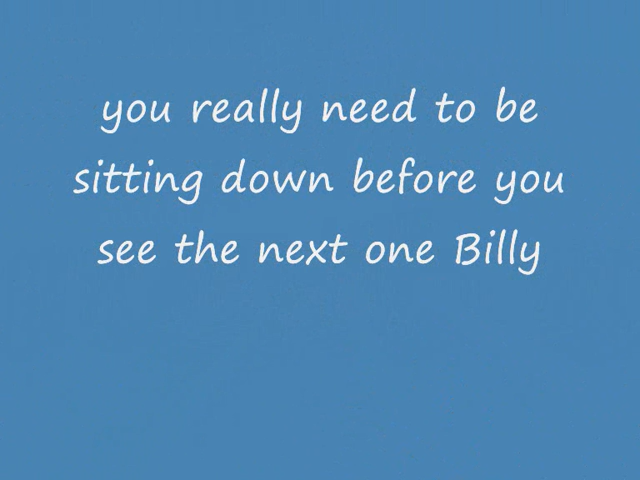 you really need to be
sitting down before you
see the next one Billy